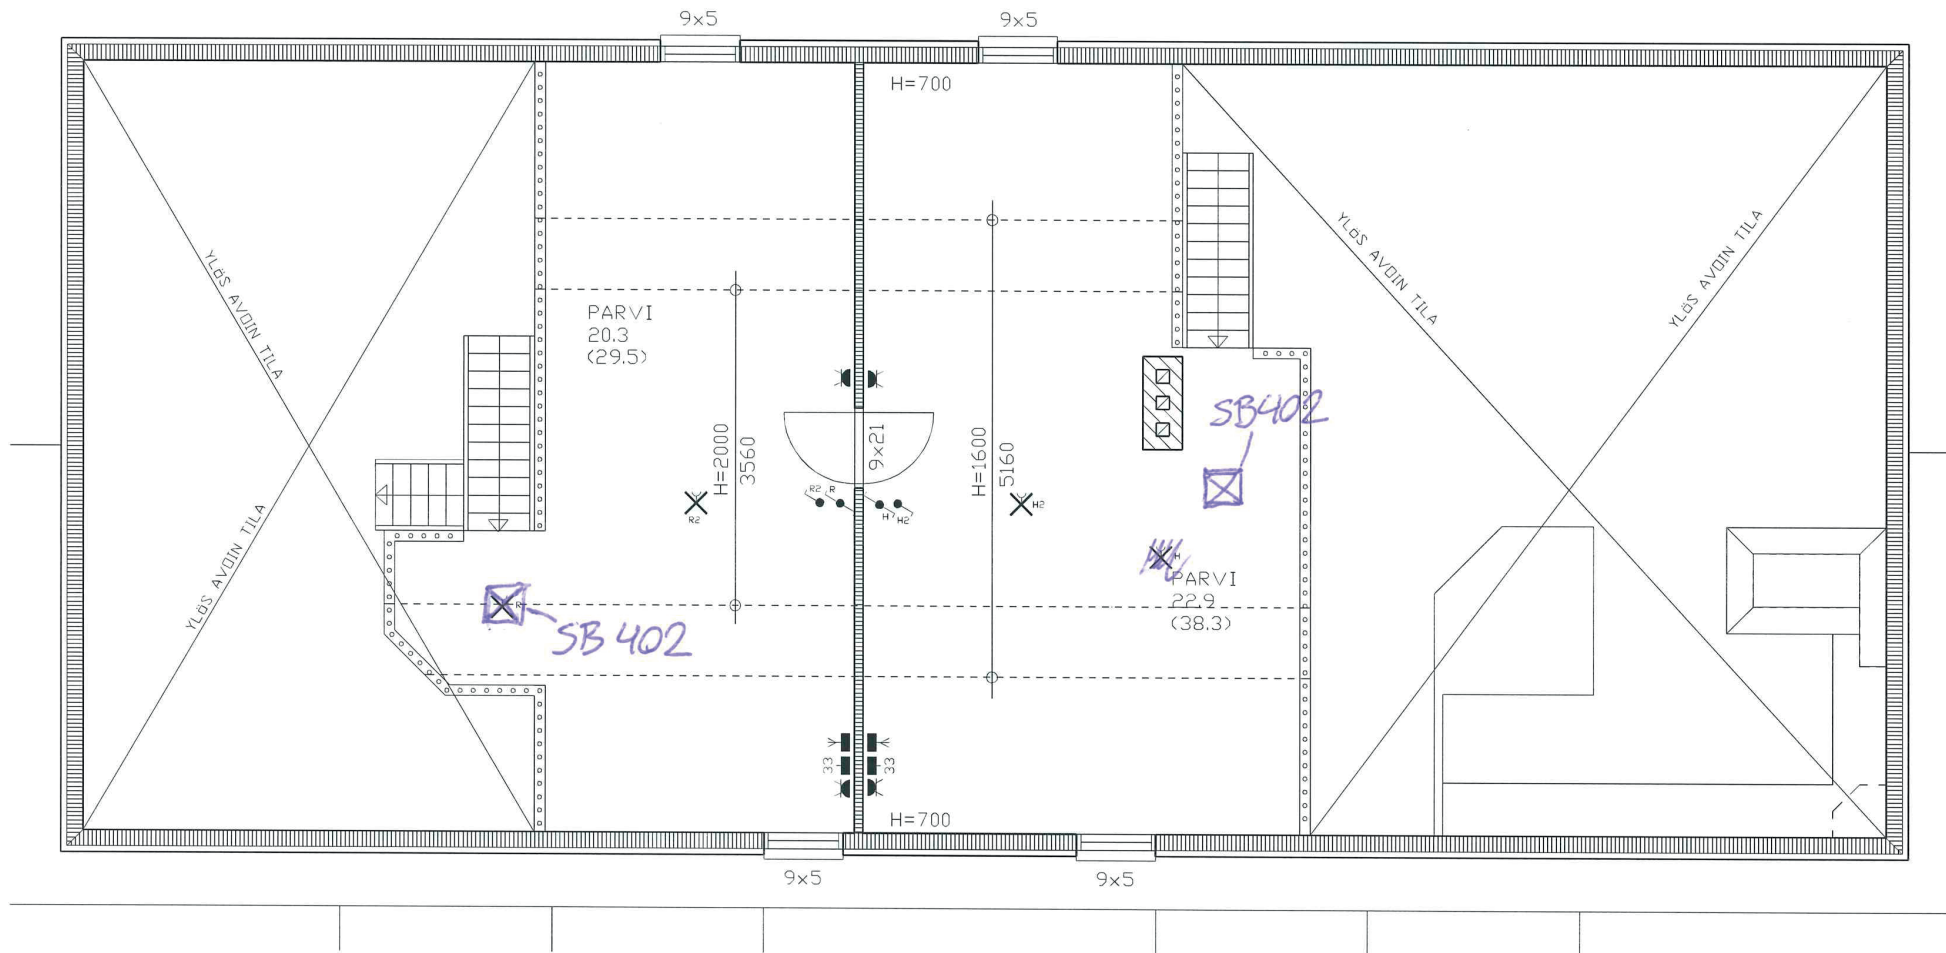 9x5
9x5
H=700
YLÖS AVOIN TILA
YLÖS AVOIN TILA
YLÖS AVOIN TILA
YLÖS AVOIN TILA
PARVI
20.3
(29.5)
SB402
H=2000
3560
9x21
H=1600
5160
R2
R2
R
H
H2
H2
H
PARVI
22.9
(38.3)
R
SB 402
33
33
H=700
9x5
9x5